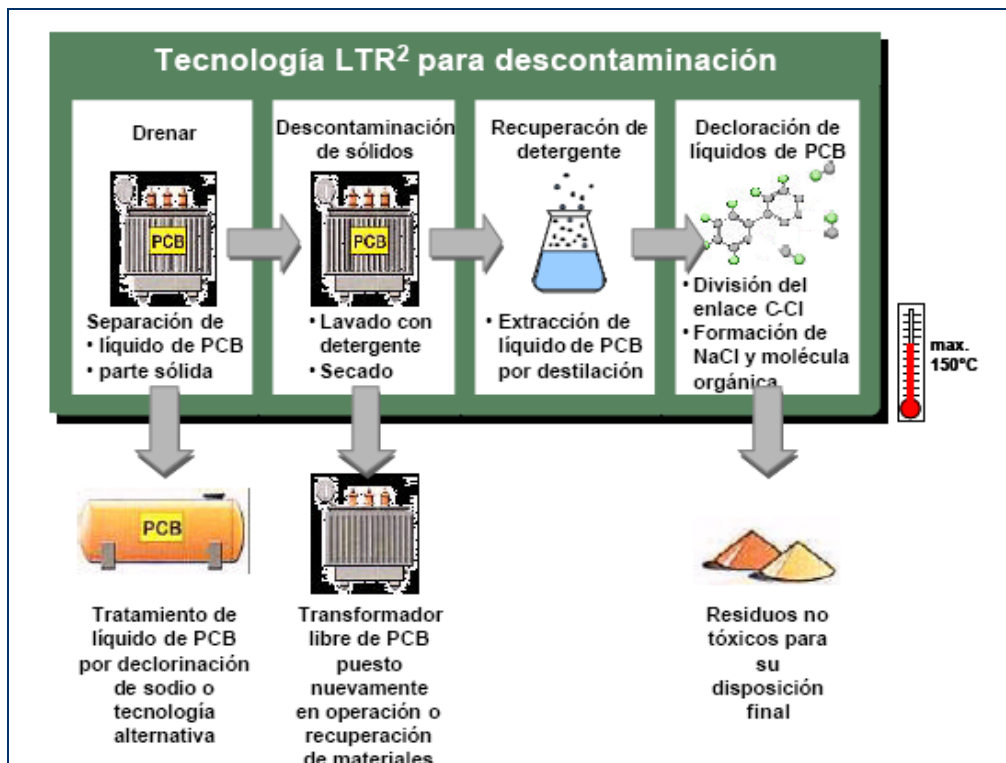 Tecnología LTR² para descontaminación
Drenar
PCB
Separación de
• líquido de PCB
• parte sólida
Descontaminación
de sólidos
PCB
• Lavado con
detergente
• Secado
Recuperacón de
detergente
• Extracción de
líquido de PCB
por destilación
Decloración de
líquidos de PCB
• División del
enlace C-Cl
• Formación de
NaCl y molécula
orgánica.
max.
150°C
PCB
Tratamiento de
líquido de PCB
por declorinación
de sodio o
tecnología
alternativa
Transformador
libre de PCB
puesto
nuevamente
en operación o
recuperación
de materiales
Residuos no
tóxicos para
su
disposición
final